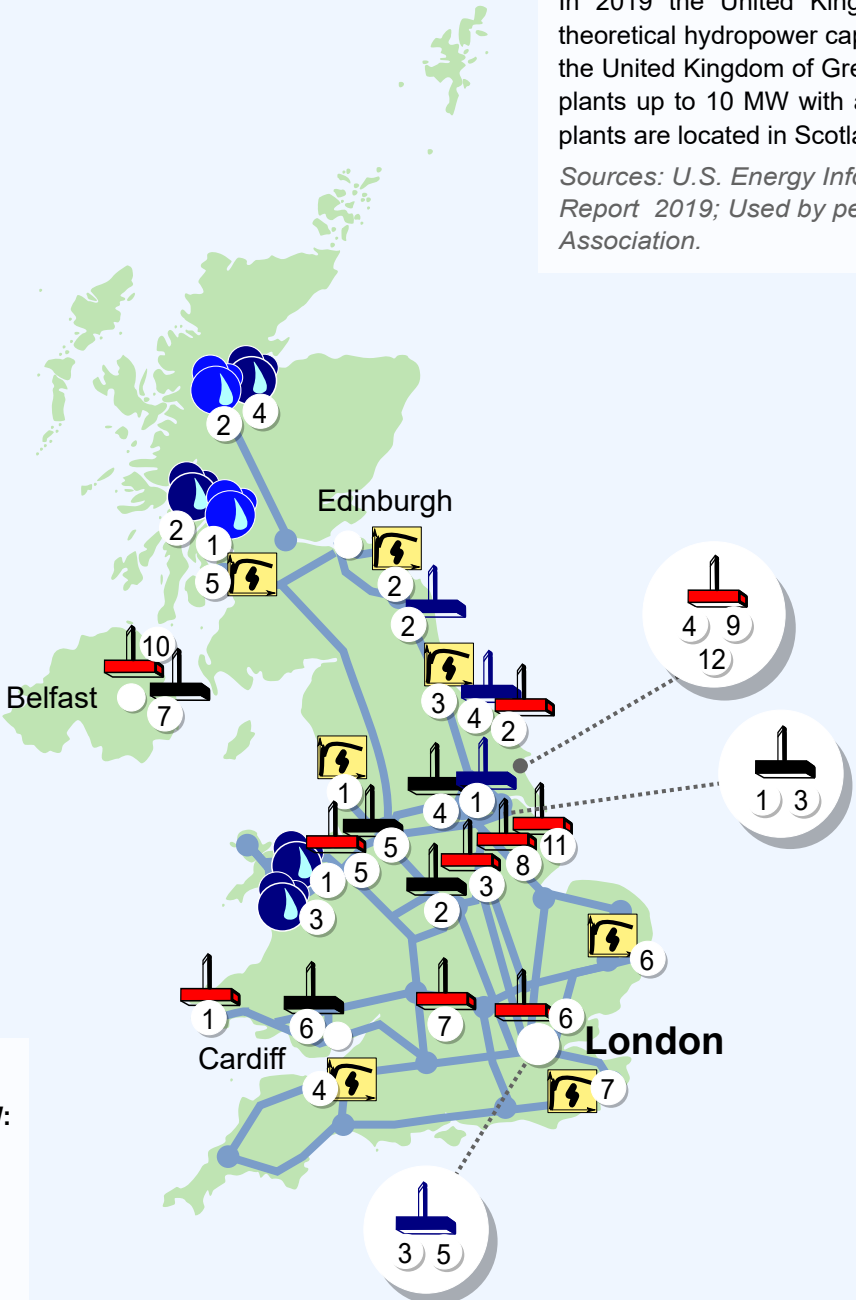 In 2019 the United King
theoretical hydropower cap
the United Kingdom of Gre
plants up to 10 MW with a
plants are located in Scotla
Sources: U.S. Energy Info
Report 2019; Used by pe
Association.
2
4
Edinburgh
2
1
5
2
2
10
4 9
12
Belfast
7
3
4
2
1
4
1
1 3
5
5
11
8
1
3
2
3
6
1
6
7
6
London
Cardiff
4
7
:
3 5